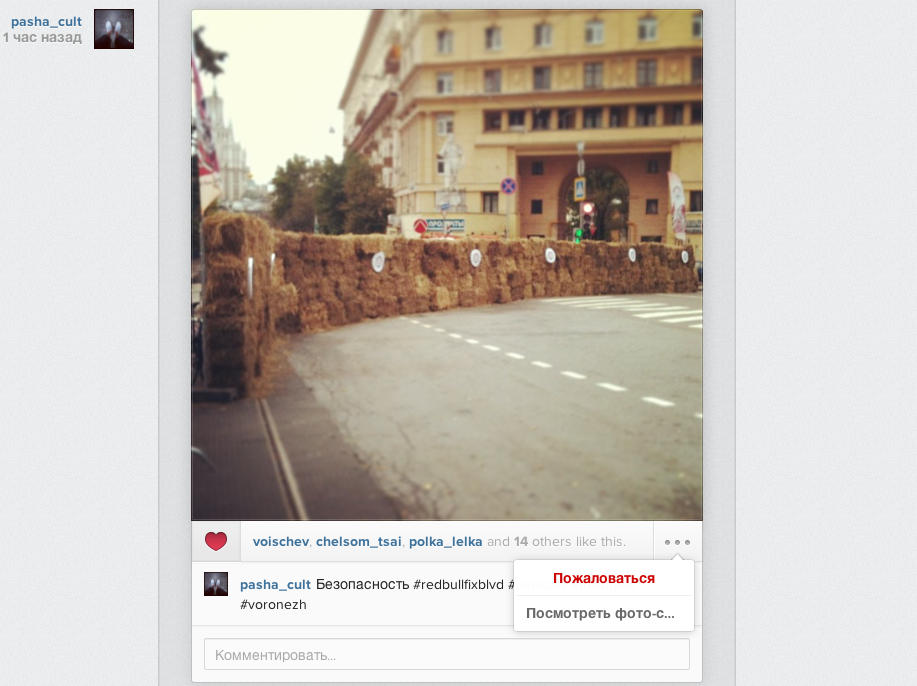 pasha_cult
1 час назад
ПРОДУКТЫ
voischev, chelsom_tsai, polka_lelka and 14 others like this.
pasha_cult Безопасность #redbullfixblvd #
#voronezh
Пожаловаться
Посмотреть фото-с...
Комментировать...